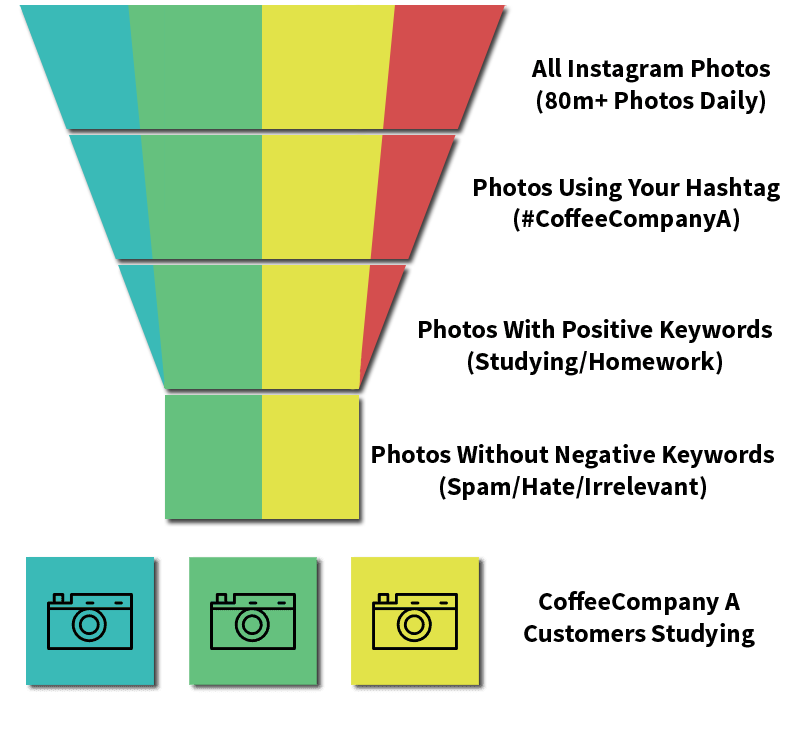 All Instagram Photos
(80m+ Photos Daily)
Photos Using Your Hashtag
(#CoffeeCompanyA)
Photos With Positive Keywords
(Studying/Homework)
Photos Without Negative Keywords
(Spam/Hate/Irrelevant)
CoffeeCompany A
Customers Studying